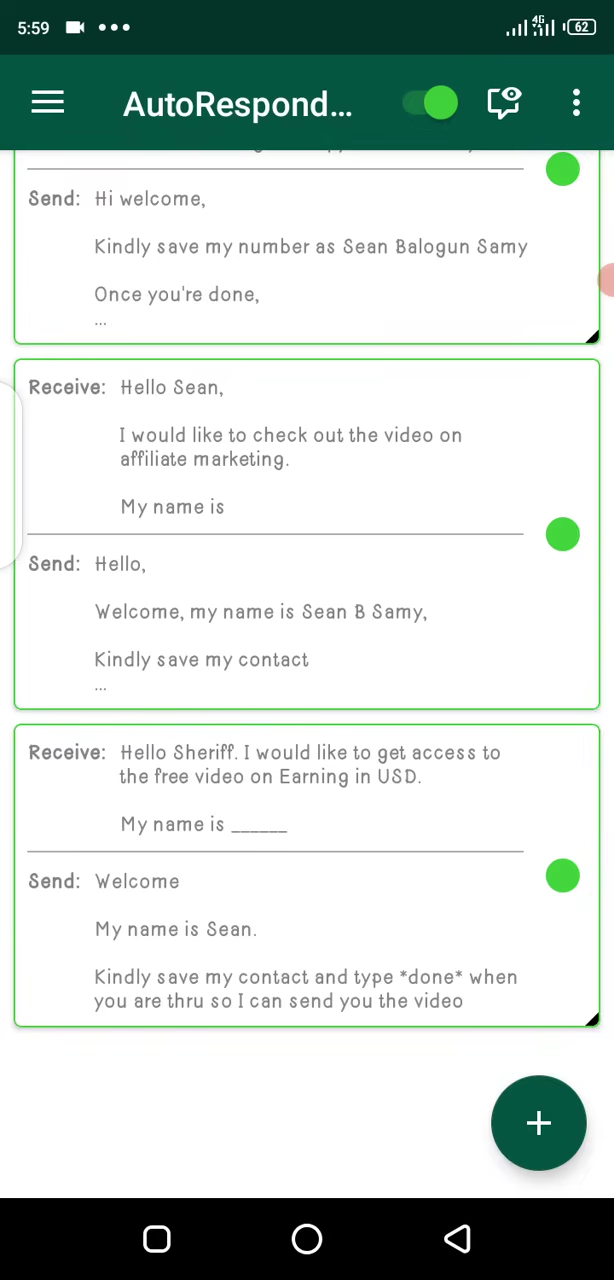 5:59
4G
62
AutoRespond...
Send: Hi welcome,
Kindly save my number as Sean Balogun Samy
Once you're done,
...
Receive: Hello Sean,
I would like to check out the video on
affiliate marketing.
My name is
Send: Hello,
Welcome, my name is Sean B Samy,
Kindly save my contact
...
Receive: Hello Sheriff. I would like to get access to
the free video on Earning in USD.
My name is ______
Send: Welcome
My name is Sean.
Kindly save my contact and type *done* when
you are thru so I can send you the video